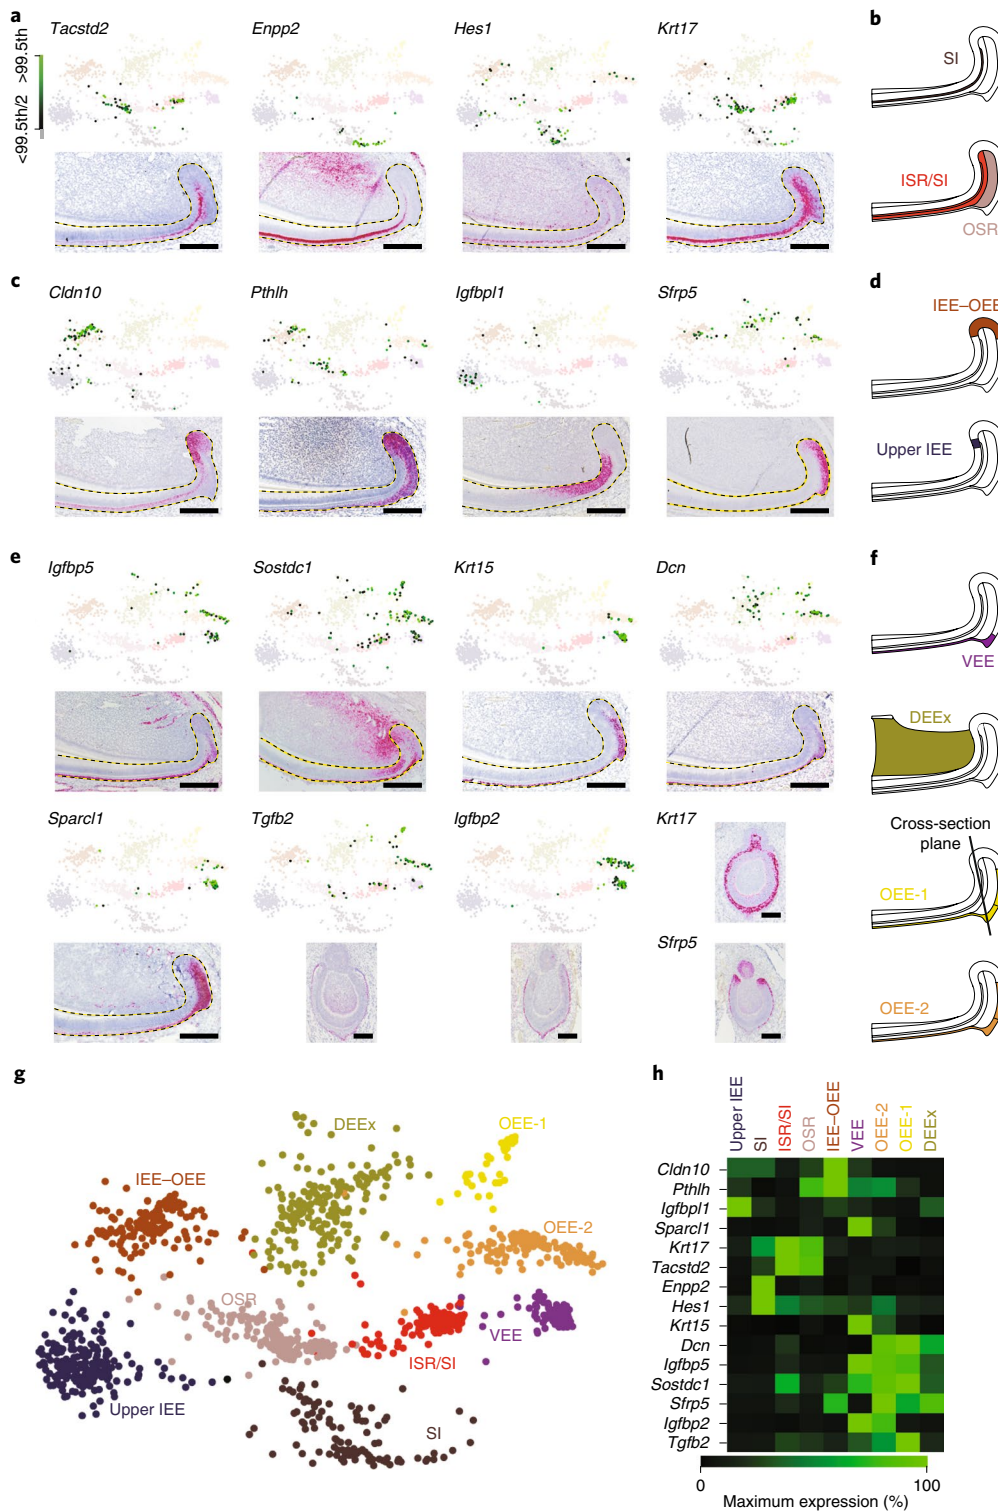 a
Tacstd2 Enpp2 Hes1 Krt17
<99.5th/2 >99.5th
b
SI
ISR/SI
OSR
c
Cldn10 Pthlh Igfbpl1 Sfrp5
d
IEE–OEE
Upper IEE
e
Igfbp5 Sostdc1 Krt15 Dcn
Sparcl1 Tgfb2 Igfbp2 Krt17
Sfrp5
f
VEE
DEEx
Cross-section
plane
OEE-1
OEE-2
g
DEEx
OEE-1
IEE–OEE
OEE-2
OSR
VEE
ISR/SI
Upper IEE
SI
h
Upper IEE
SI
ISR/SI
OSR
IEE–OEE
VEE
OEE-2
OEE-1
DEEx
Cldn10
Pthlh
Igfbpl1
Sparcl1
Krt17
Tacstd2
Enpp2
Hes1
Krt15
Dcn
Igfbp5
Sostdc1
Sfrp5
Igfbp2
Tgfb2
0 100
Maximum expression (%)